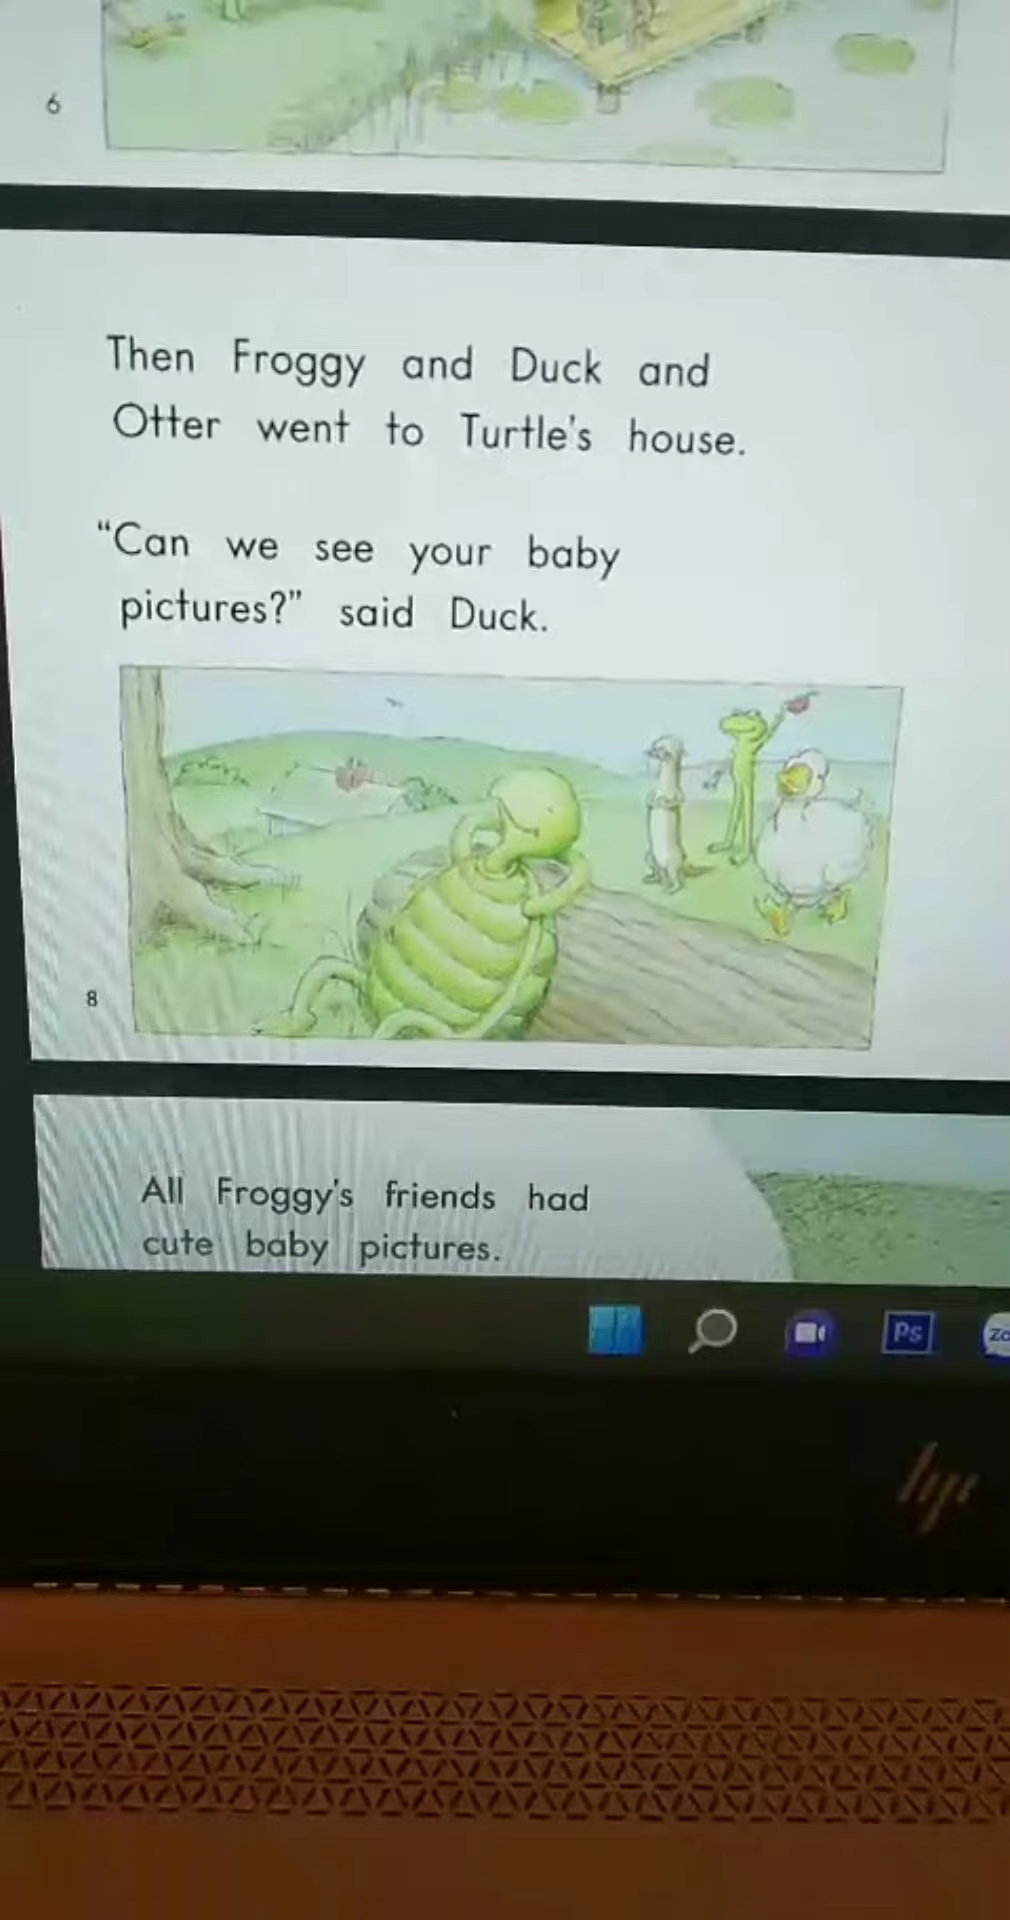 6
Then Froggy and Duck and
Otter went to Turtle's house.
“Can we see your baby
pictures?” said Duck.
8
All Froggy's friends had
cute baby pictures.
Ps
hp